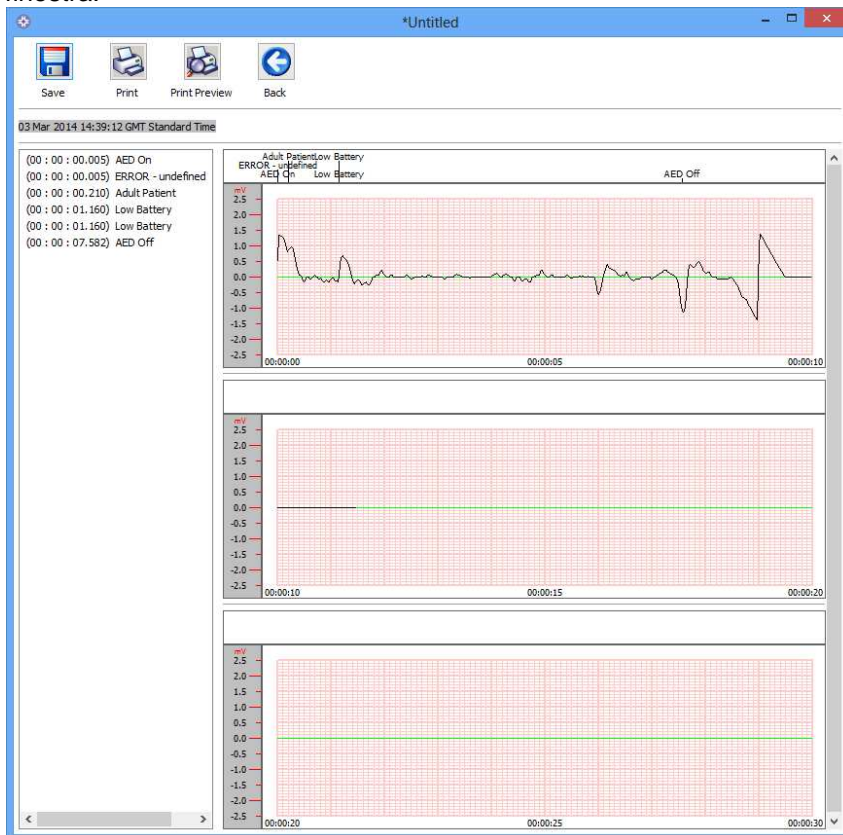 *Untitled
Save Print Print Preview Back
03 Mar 2014 14:39:12 GMT Standard Time
(00 : 00 : 00.005) AED On
(00 : 00 : 00.005) ERROR - undefined
(00 : 00 : 00.210) Adult Patient
(00 : 00 : 01.160) Low Battery
(00 : 00 : 01.160) Low Battery
(00 : 00 : 07.582) AED Off
Adult Patient Low Battery
ERROR - undefined
AED On Low Battery AED Off
mV
2.5
2.0
1.5
1.0
0.5
0.0
-0.5
-1.0
-1.5
-2.0
-2.5
00:00:00 00:00:05 00:00:10
mV
2.5
2.0
1.5
1.0
0.5
0.0
-0.5
-1.0
-1.5
-2.0
-2.5
00:00:10 00:00:15 00:00:20
mV
2.5
2.0
1.5
1.0
0.5
0.0
-0.5
-1.0
-1.5
-2.0
-2.5
00:00:20 00:00:25 00:00:30